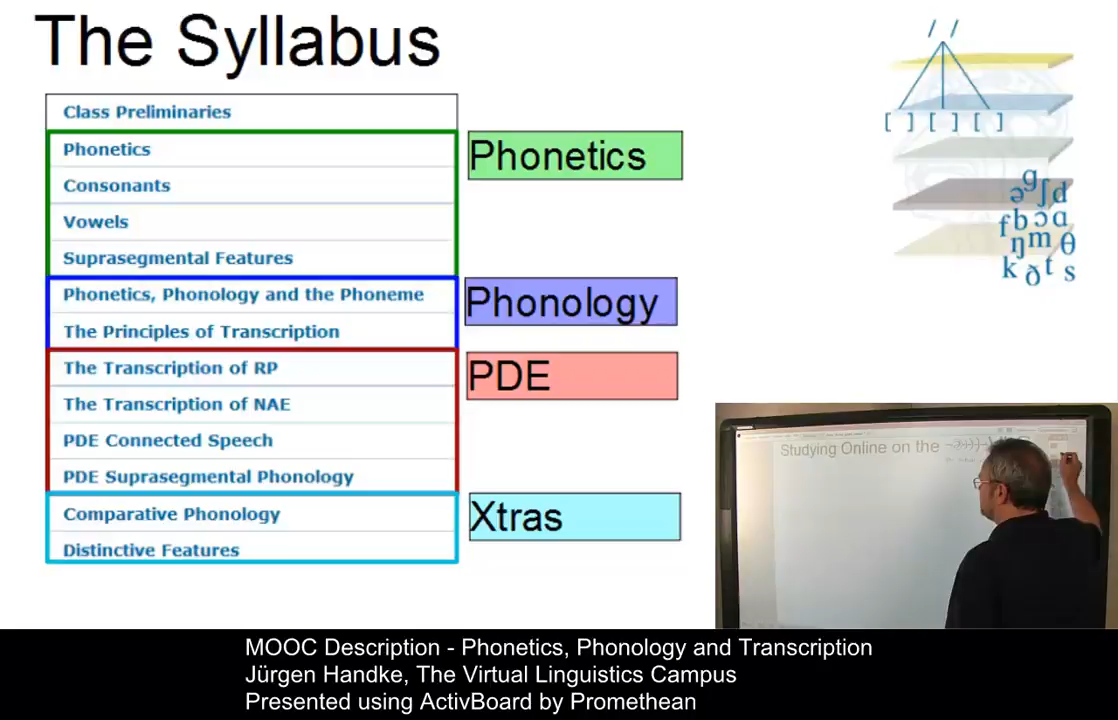 The Syllabus
Class Preliminaries
Phonetics
Consonants
Vowels
Suprasegmental Features
Phonetics
Phonetics, Phonology and the Phoneme
The Principles of Transcription
Phonology
The Transcription of RP
The Transcription of NAE
PDE Connected Speech
PDE Suprasegmental Phonology
PDE
Comparative Phonology
Distinctive Features
Xtras
/ /
[ ] [ ] [ ]
ə g ʃ d
f b ɔ ɑ
ŋ m θ
k ð t s
Studying Online on the
MOOC Description - Phonetics, Phonology and Transcription
Jürgen Handke, The Virtual Linguistics Campus
Presented using ActivBoard by Promethean